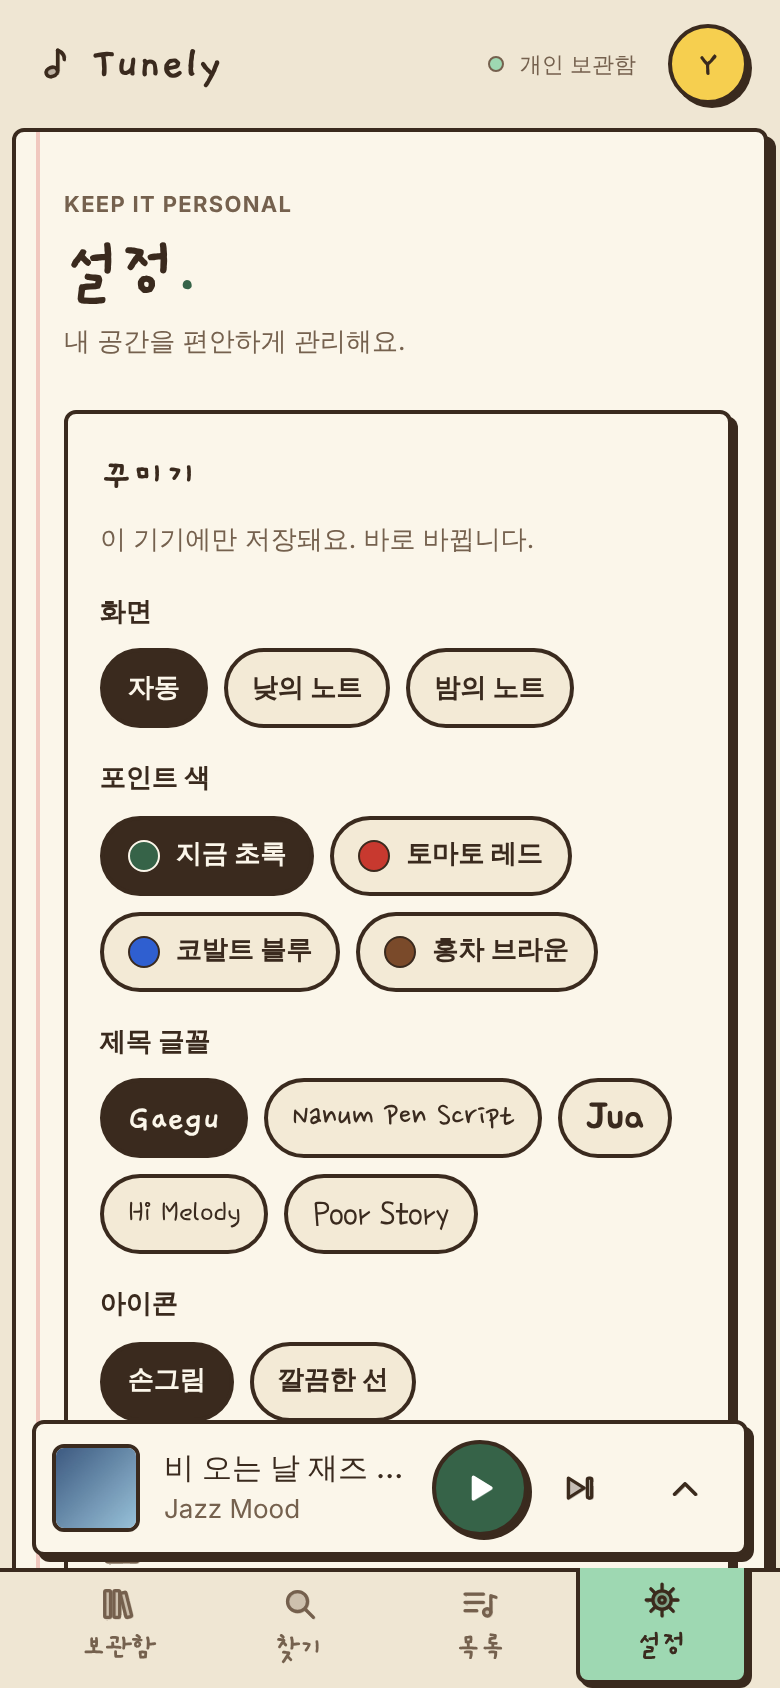 Tunely
개인 보관함
Y
KEEP IT PERSONAL
설정.
내 공간을 편안하게 관리해요.
꾸미기
이 기기에만 저장돼요. 바로 바뀝니다.
화면
자동 낮의 노트 밤의 노트
포인트 색
지금 초록 토마토 레드
코발트 블루 홍차 브라운
제목 글꼴
Gaegu Nanum Pen Script Jua
Hi Melody Poor Story
아이콘
손그림 깔끔한 선
비 오는 날 재즈 ...
Jazz Mood
보관함 찾기 목록 설정